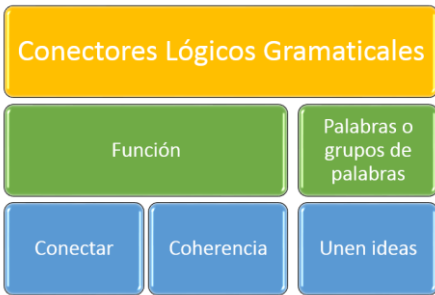 Conectores Lógicos Gramaticales
Función
Palabras o
grupos de
palabras
Conectar
Coherencia
Unen ideas